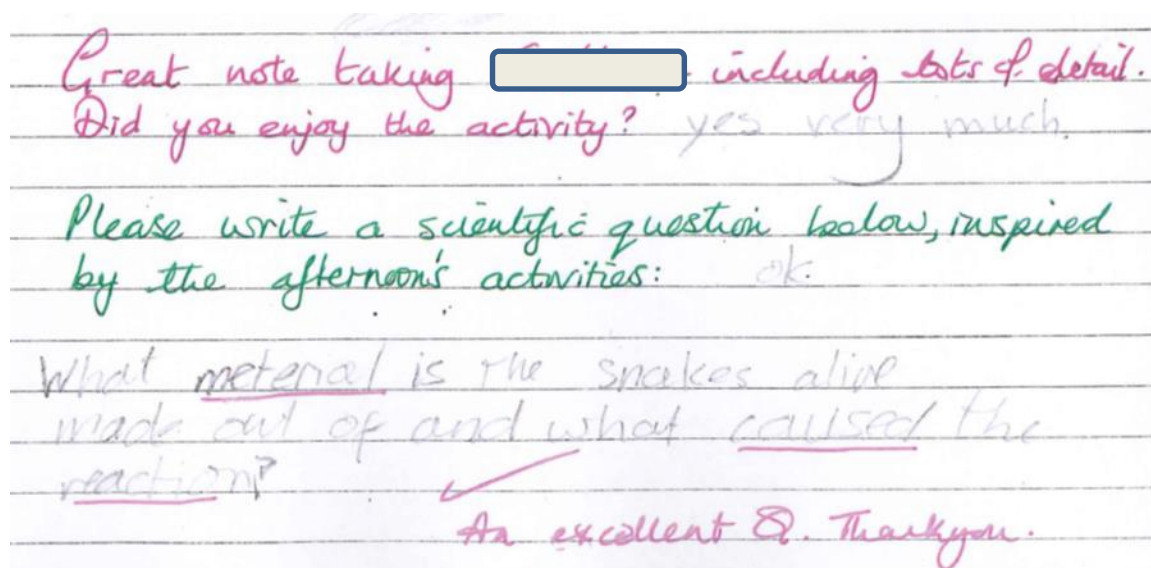 Great note taking including lots of detail.
Did you enjoy the activity? yes very much.
Please write a scientific question below, inspired
by the afternoon's activities: ok.
What meterial is the snakes alive
made out of and what caused the
reaction?
An excellent Q. Thankyou.